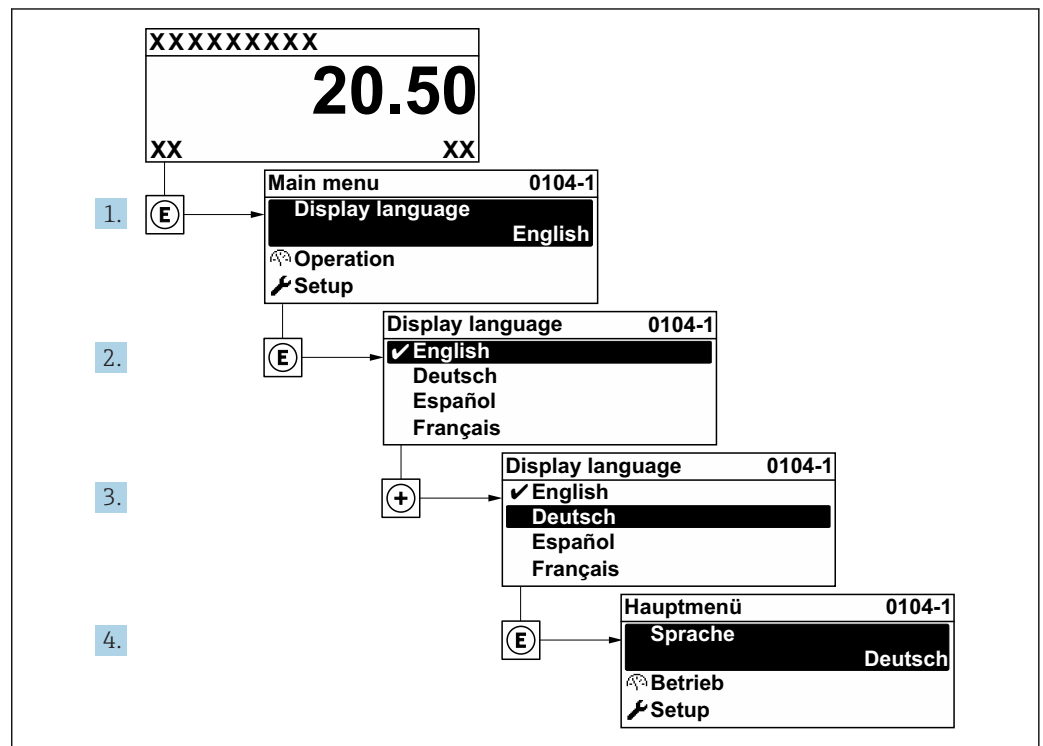 XXXXXXXXX
20.50
XX XX
1. E
Main menu 0104-1
Display language
English
Operation
Setup
2. E
Display language 0104-1
✔English
Deutsch
Español
Français
3. +
Display language 0104-1
✔English
Deutsch
Español
Français
4. E
Hauptmenü 0104-1
Sprache
Deutsch
Betrieb
Setup